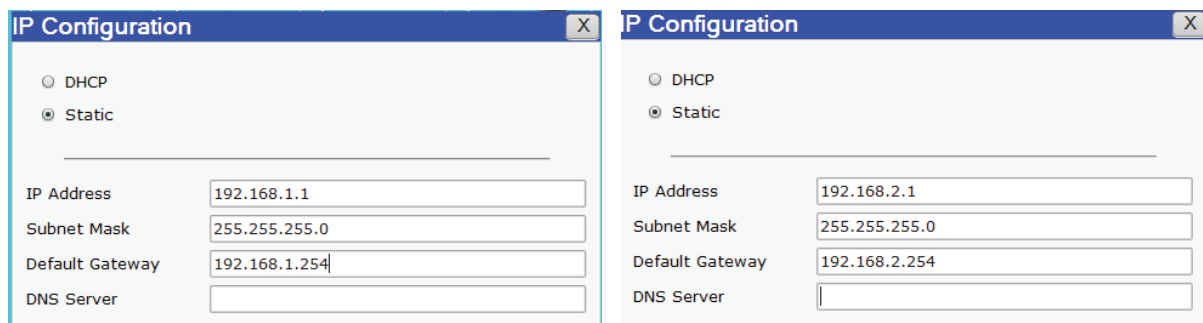 IP Configuration
X
DHCP
Static
IP Address 192.168.1.1
Subnet Mask 255.255.255.0
Default Gateway 192.168.1.254
DNS Server
IP Configuration
X
DHCP
Static
IP Address 192.168.2.1
Subnet Mask 255.255.255.0
Default Gateway 192.168.2.254
DNS Server